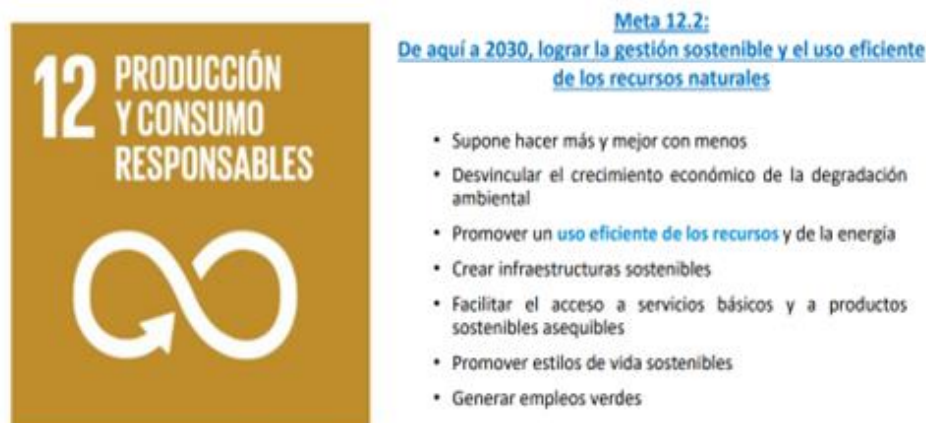 12 PRODUCCIÓN
Y CONSUMO
RESPONSABLES
Meta 12.2:
De aquí a 2030, lograr la gestión sostenible y el uso eficiente
de los recursos naturales
• Supone hacer más y mejor con menos
• Desvincular el crecimiento económico de la degradación
ambiental
• Promover un uso eficiente de los recursos y de la energía
• Crear infraestructuras sostenibles
• Facilitar el acceso a servicios básicos y a productos
sostenibles asequibles
• Promover estilos de vida sostenibles
• Generar empleos verdes